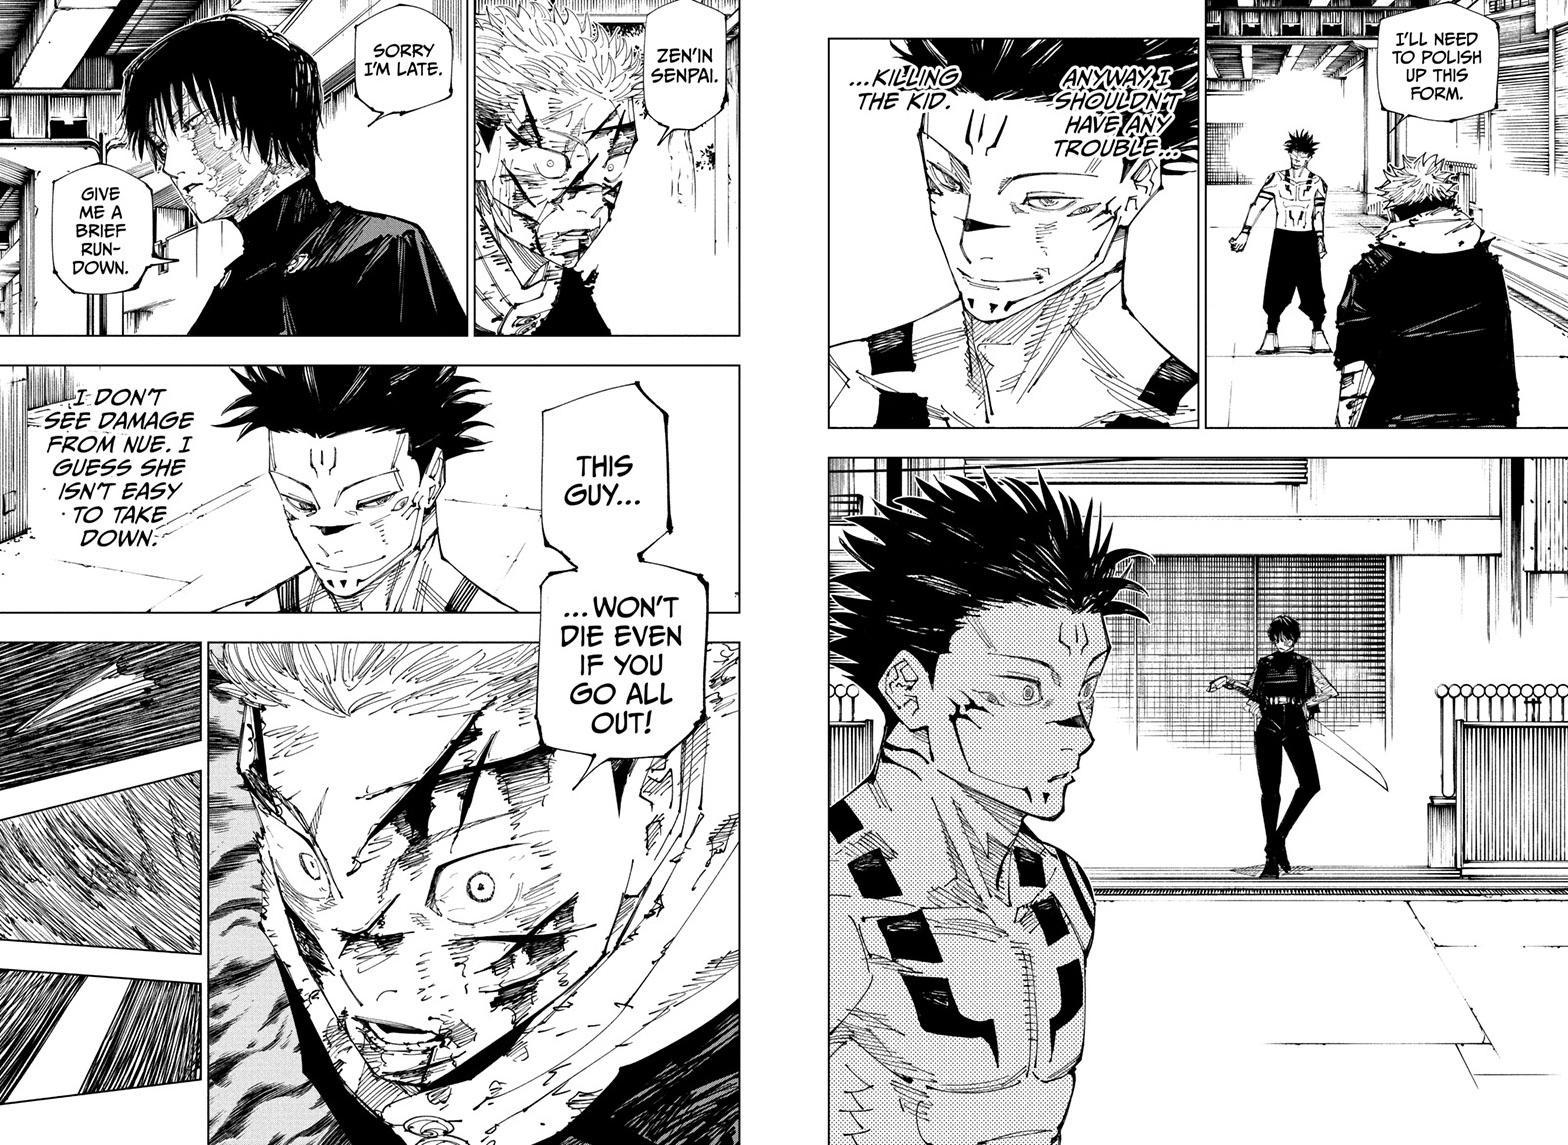 I'LL NEED
TO POLISH
UP THIS
FORM.
ANYWAY, I
SHOULDN'T
HAVE ANY
TROUBLE...
...KILLING
THE KID.
ZEN'IN
SENPAI.
SORRY
I'M LATE.
GIVE
ME A
BRIEF
RUN-
DOWN.
THIS
GUY...
...WON'T
DIE EVEN
IF YOU
GO ALL
OUT!
I DON'T
SEE DAMAGE
FROM NUE. I
GUESS SHE
ISN'T EASY
TO TAKE
DOWN.